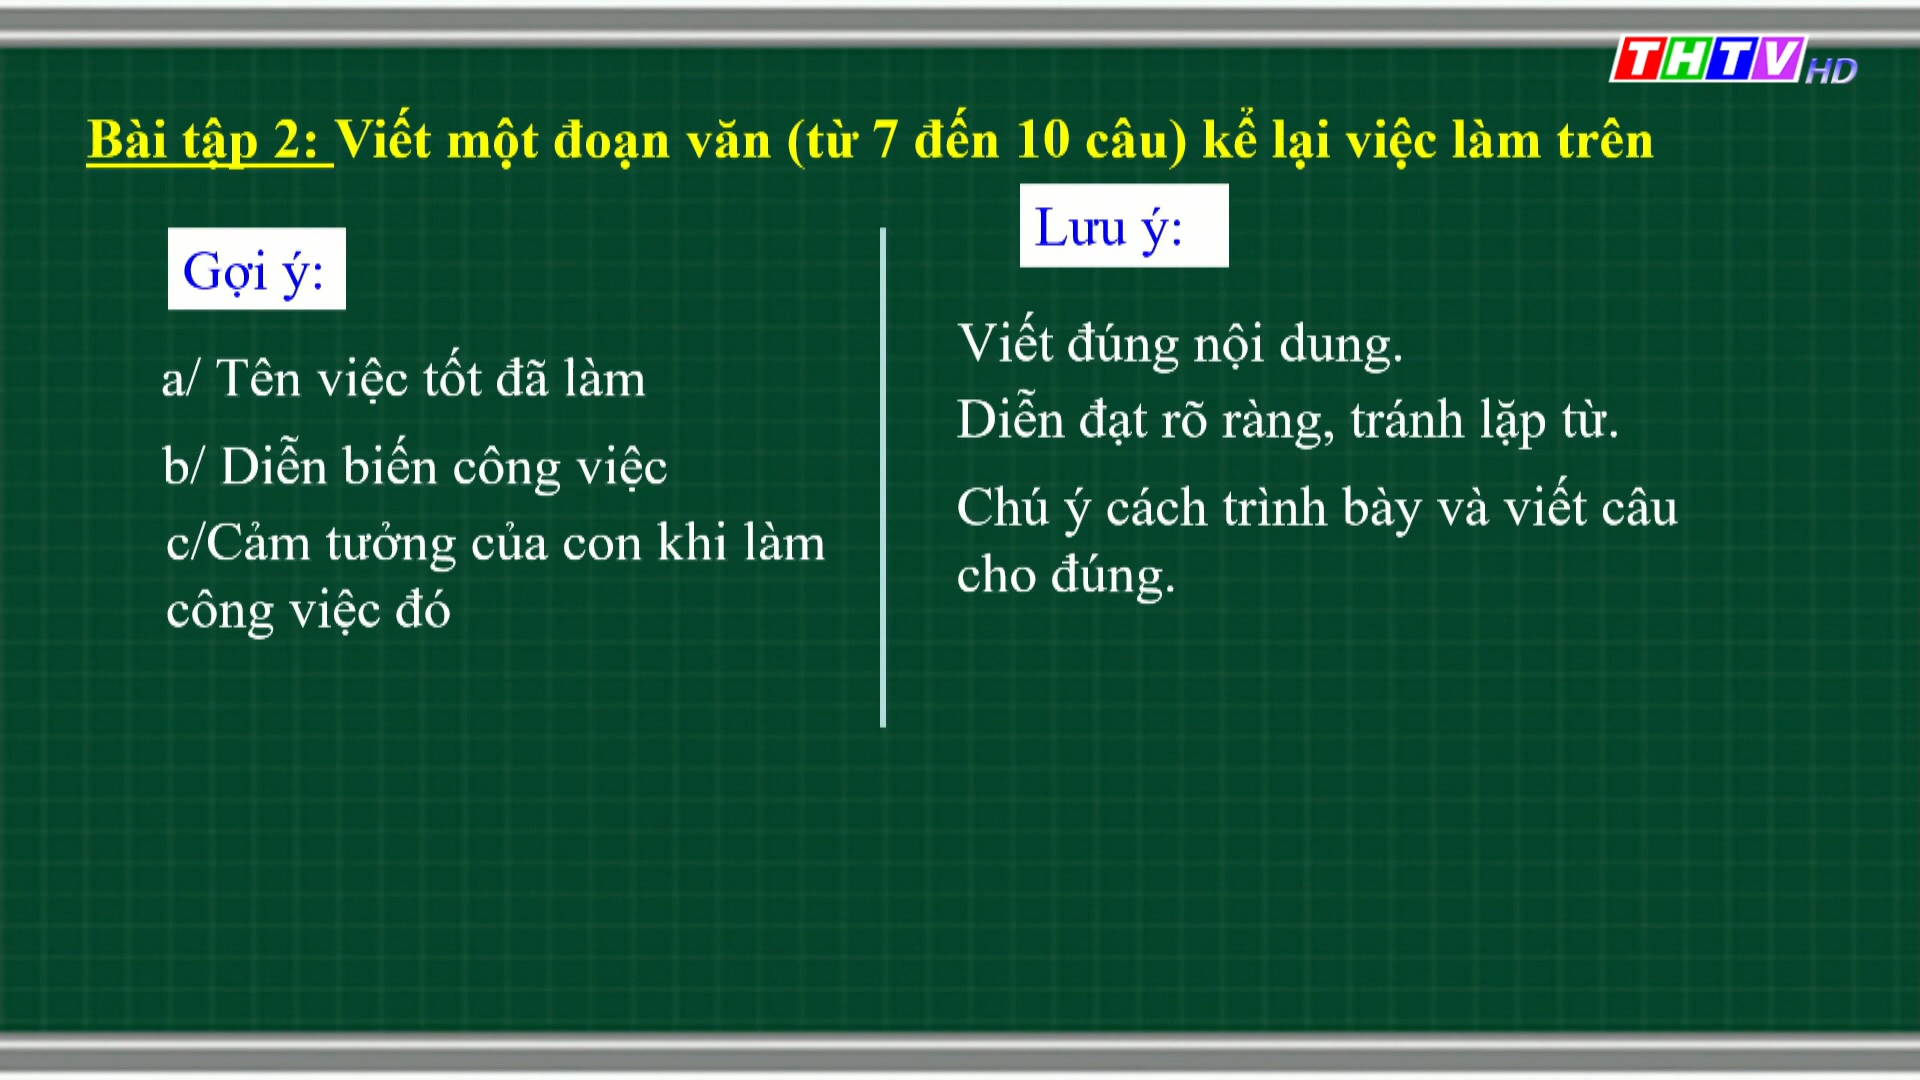 THTV HD
Bài tập 2: Viết một đoạn văn (từ 7 đến 10 câu) kể lại việc làm trên
Gợi ý:
a/ Tên việc tốt đã làm
b/ Diễn biến công việc
c/Cảm tưởng của con khi làm
công việc đó
Lưu ý:
Viết đúng nội dung.
Diễn đạt rõ ràng, tránh lặp từ.
Chú ý cách trình bày và viết câu
cho đúng.